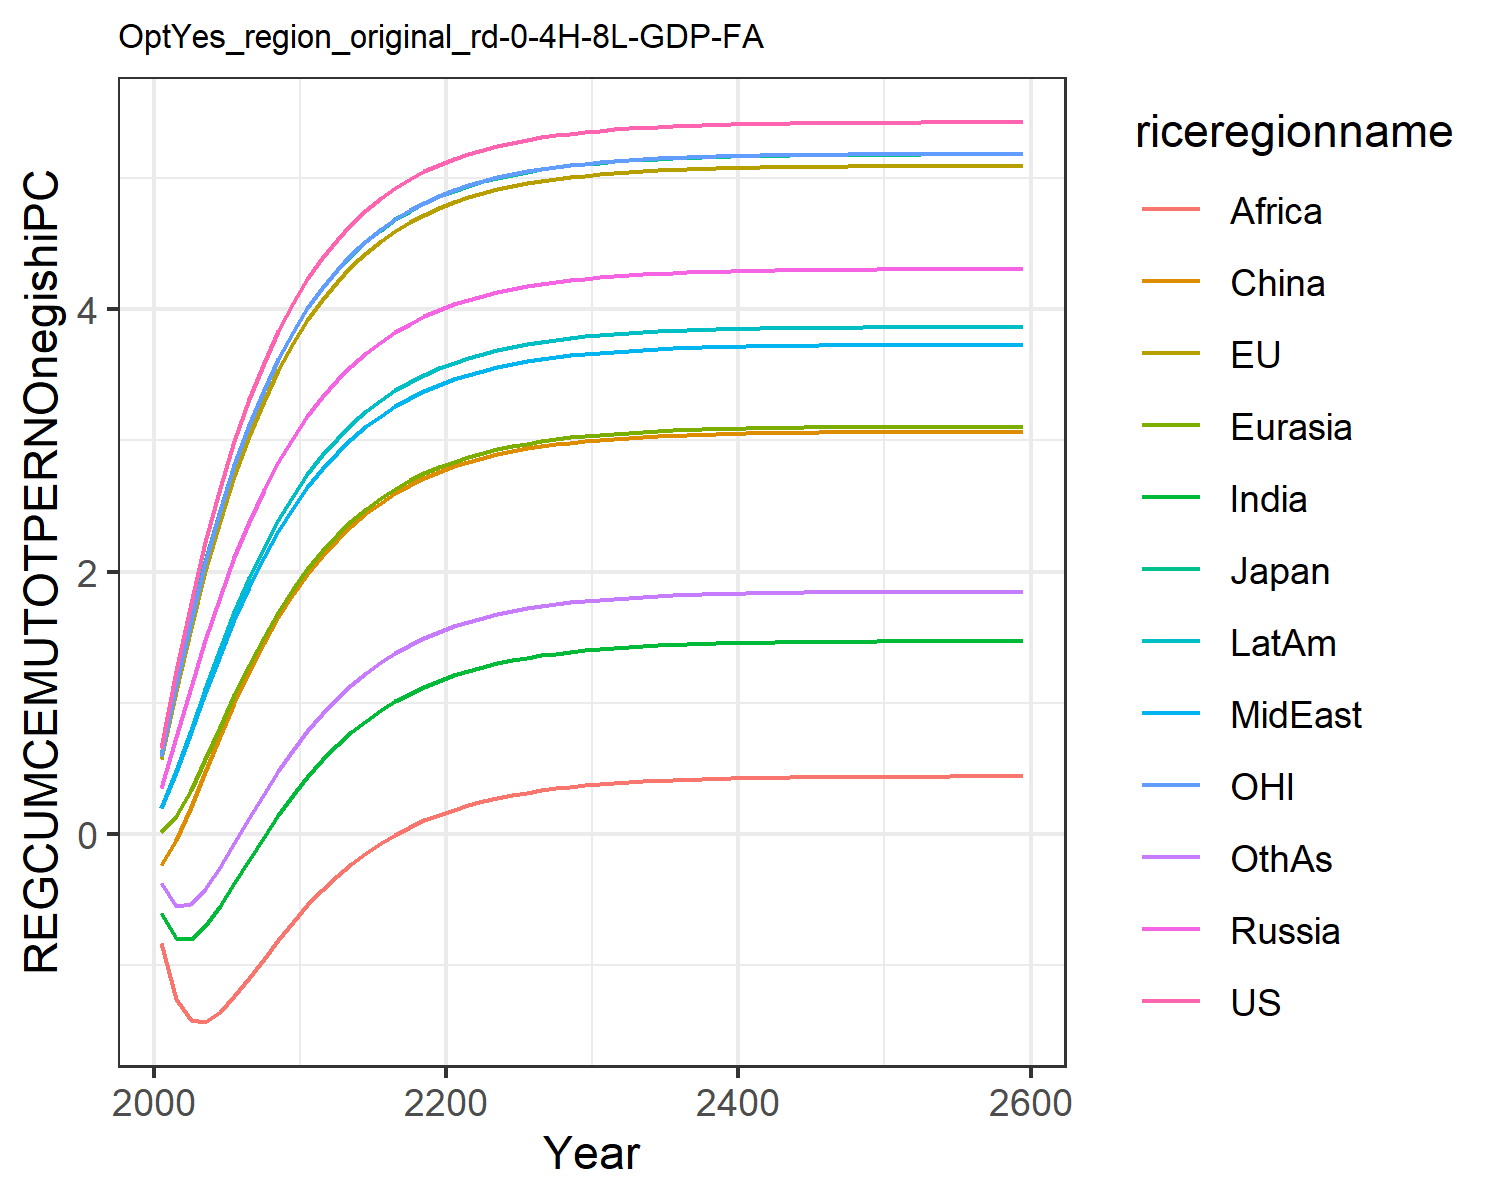 OptYes_region_original_rd-0-4H-8L-GDP-FA
REGCUMCEMUTOTPERNOnegishiPC
4
2
0
2000
2200
2400
2600
Year
riceregionname
Africa
China
EU
Eurasia
India
Japan
LatAm
MidEast
OHI
OthAs
Russia
US